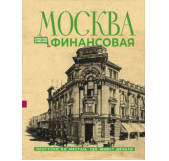 МОСКВА
ФИНАНСОВАЯ
ПРОГУЛКИ ПО МЕСТАМ, ГДЕ ЖИВУТ ДЕНЬГИ